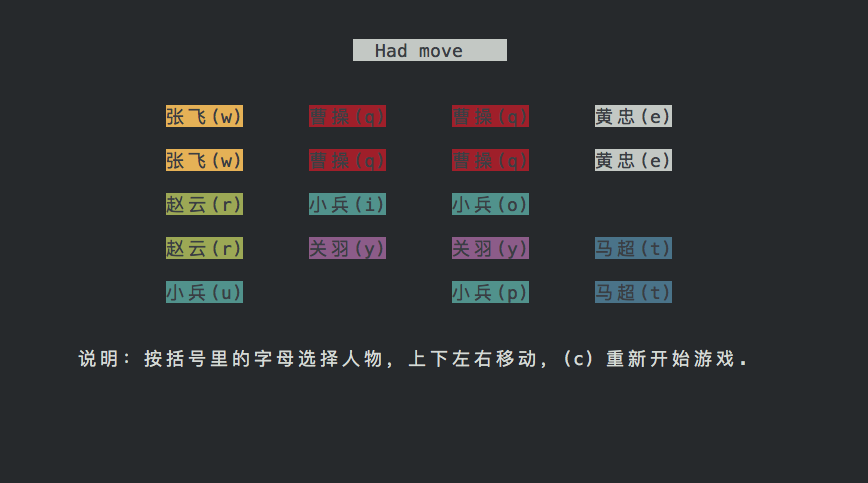 Had move
张飞(w) 曹操(q) 曹操(q) 黄忠(e)
张飞(w) 曹操(q) 曹操(q) 黄忠(e)
赵云(r) 小兵(i) 小兵(o)
赵云(r) 关羽(y) 关羽(y) 马超(t)
小兵(u) 小兵(p) 马超(t)
说明: 按括号里的字母选择人物, 上下左右移动, (c) 重新开始游戏.